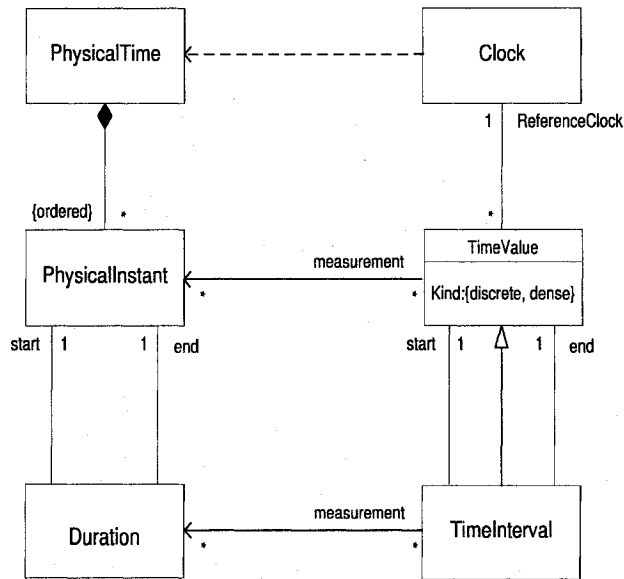 PhysicalTime
Clock
1 ReferenceClock
{ordered} *
*
PhysicalInstant
measurement
TimeValue
Kind:{discrete, dense}
* *
start 1 1 end
start 1 1 end
Duration
measurement
TimeInterval
* *